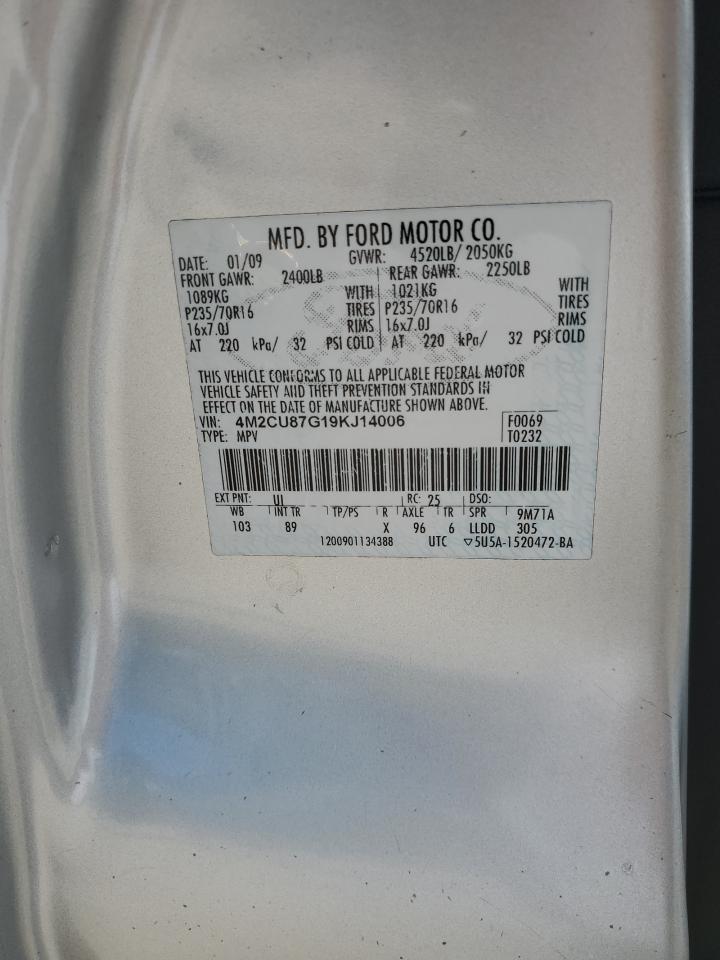 MFD. BY FORD MOTOR CO.
DATE: 01/09 GVWR: 4520LB/ 2050KG
FRONT GAWR: 2400LB REAR GAWR: 2250LB
1089KG WITH 1021KG WITH
P235/70R16 TIRES P235/70R16 TIRES
16x7.0J RIMS 16x7.0J RIMS
AT 220 kPa/ 32 PSI COLD AT 220 kPa/ 32 PSI COLD
THIS VEHICLE CONFORMS TO ALL APPLICABLE FEDERAL MOTOR
VEHICLE SAFETY AND THEFT PREVENTION STANDARDS IN
EFFECT ON THE DATE OF MANUFACTURE SHOWN ABOVE.
VIN: 4M2CU87G19KJ14006 F0069
TYPE: MPV T0232
EXT PNT: UI RC: 25 DSO:
WB INT TR TP/PS R AXLE TR SPR 9M71A
103 89 X 96 6 LLDD 305
1200901134388 UTC ▽5U5A-1520472-BA